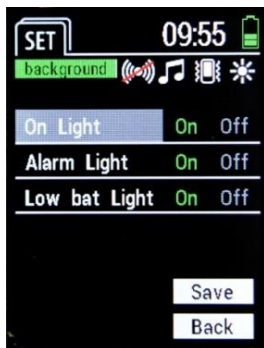 SET 09:55
background
On Light On Off
Alarm Light On Off
Low bat Light On Off
Save
Back